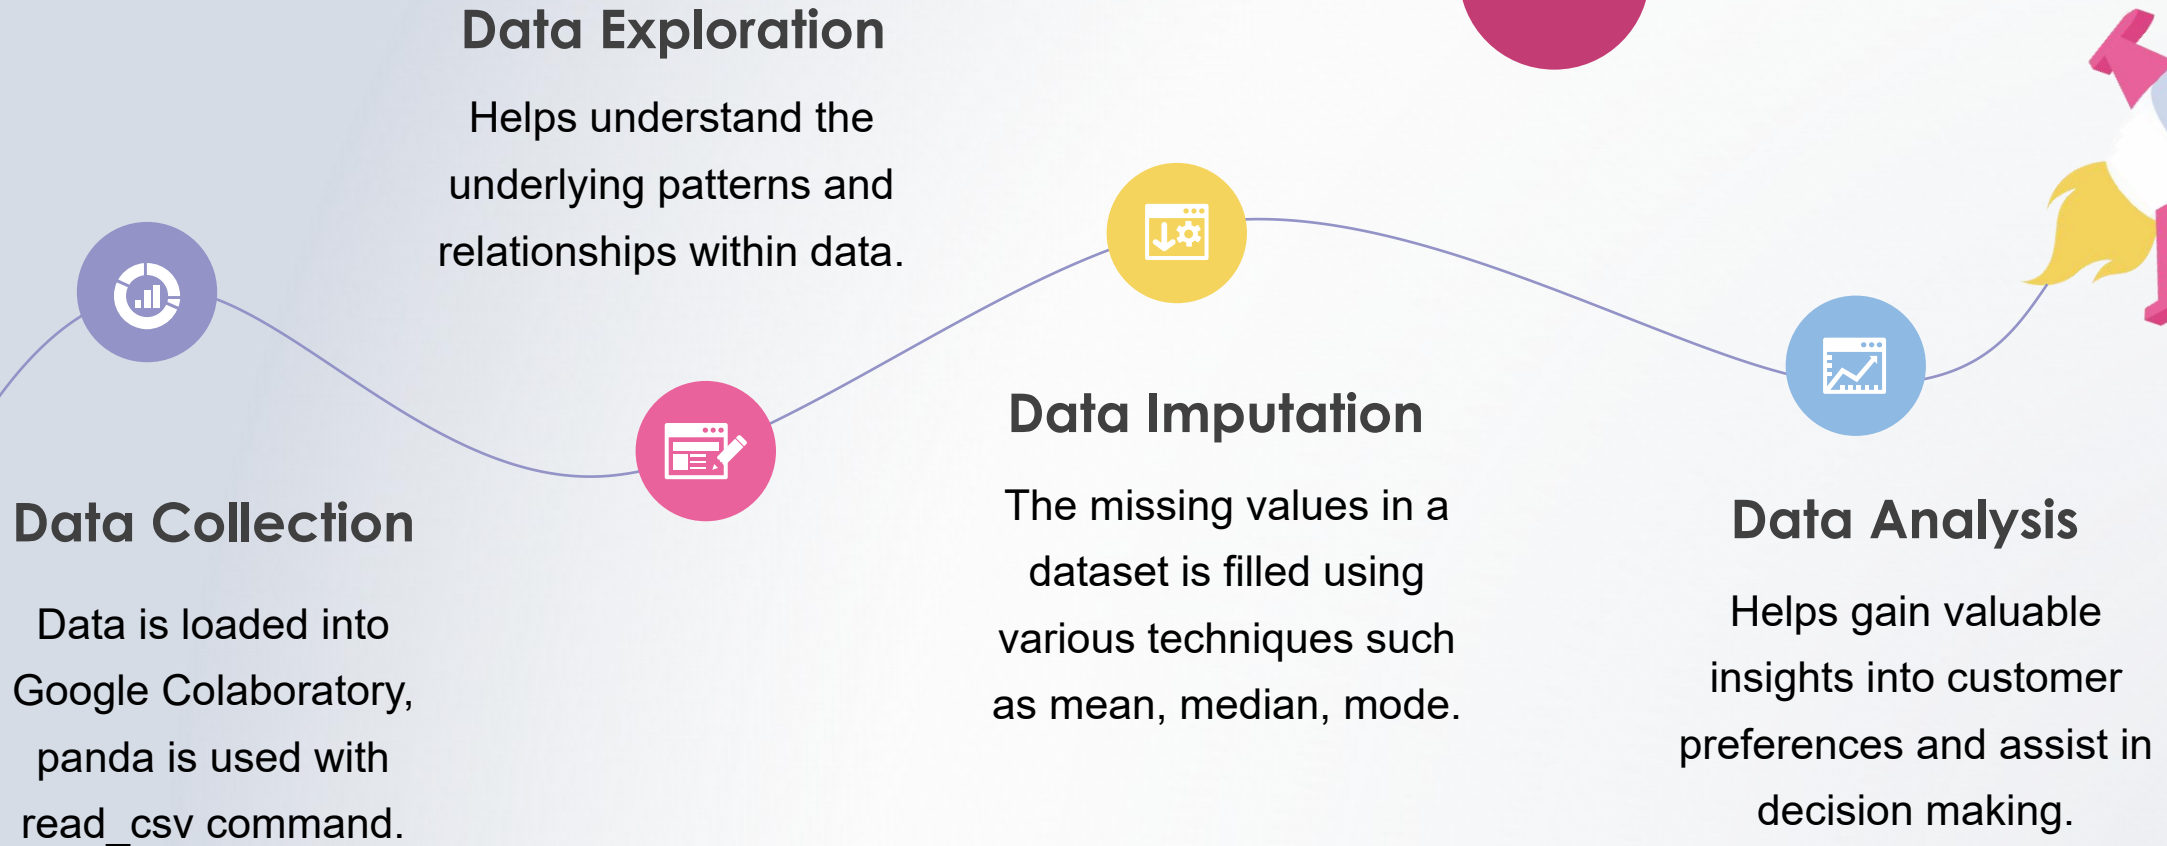 Data Exploration
Helps understand the
underlying patterns and
relationships within data.
Data Collection
Data is loaded into
Google Colaboratory,
panda is used with
read_csv command.
Data Imputation
The missing values in a
dataset is filled using
various techniques such
as mean, median, mode.
Data Analysis
Helps gain valuable
insights into customer
preferences and assist in
decision making.